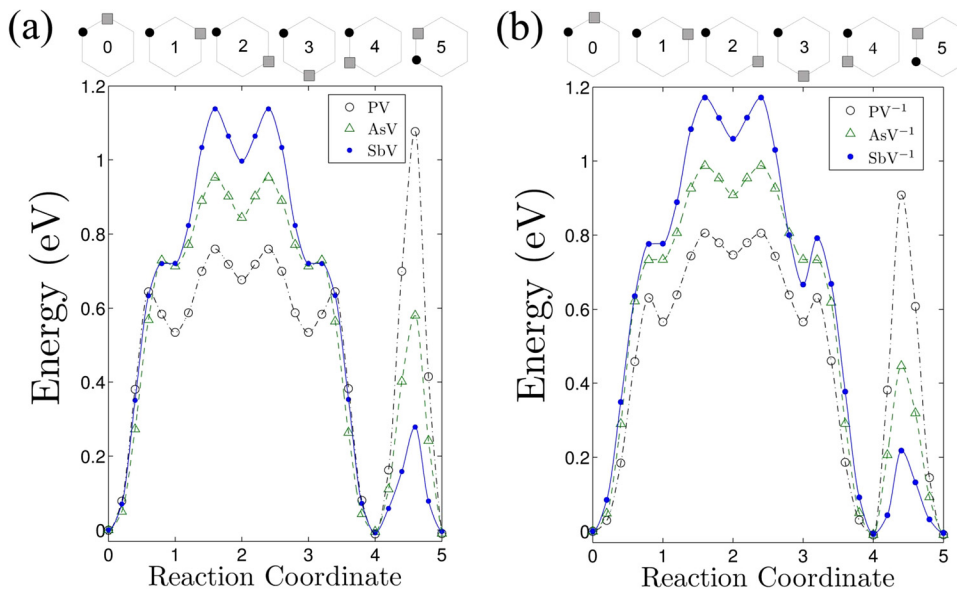 (a)
0 1 2 3 4 5
1.2
1
0.8
0.6
0.4
0.2
0
Energy (eV)
PV
AsV
SbV
0 1 2 3 4 5
Reaction Coordinate
(b)
0 1 2 3 4 5
1.2
1
0.8
0.6
0.4
0.2
0
Energy (eV)
PV⁻¹
AsV⁻¹
SbV⁻¹
0 1 2 3 4 5
Reaction Coordinate